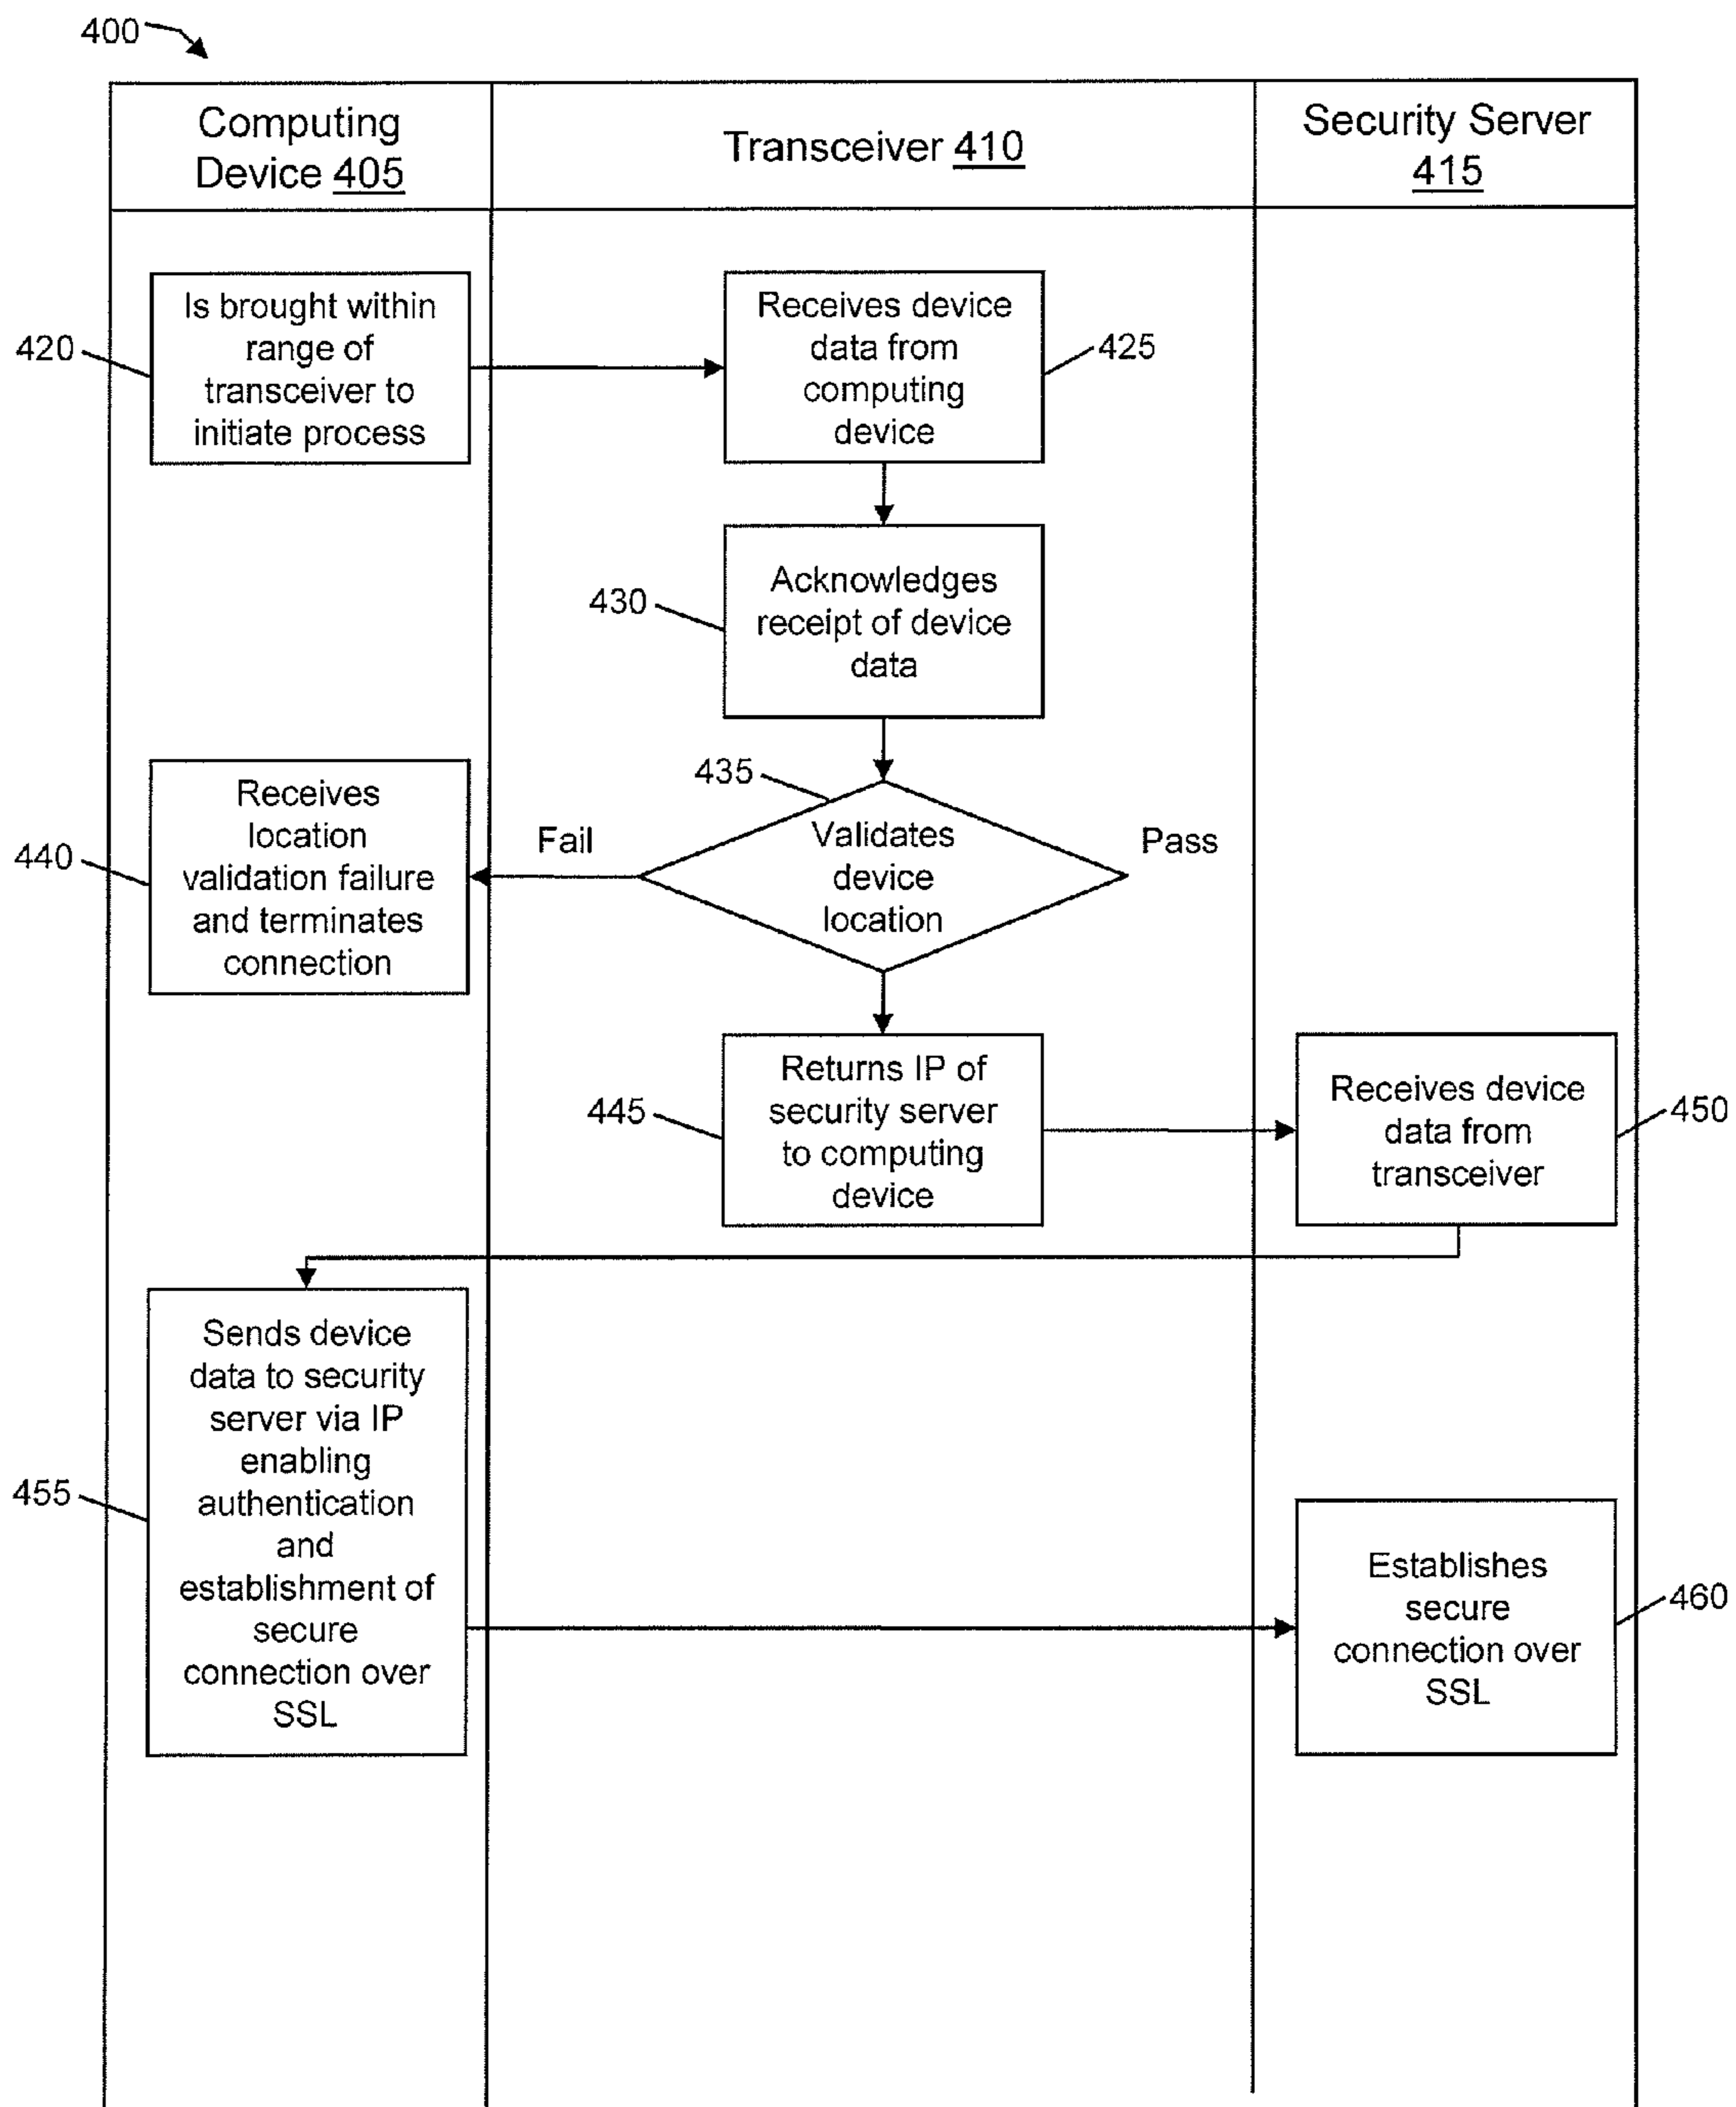 400
Computing
Device 405
Transceiver 410
Security Server
415
420
Is brought within
range of
transceiver to
initiate process
Receives device
data from
computing
device
425
430
Acknowledges
receipt of device
data
435
440
Receives
location
validation failure
and terminates
connection
Fail
Validates
device
location
Pass
445
Returns IP of
security server
to computing
device
Receives device
data from
transceiver
450
455
Sends device
data to security
server via IP
enabling
authentication
and
establishment of
secure
connection over
SSL
Establishes
secure
connection over
SSL
460